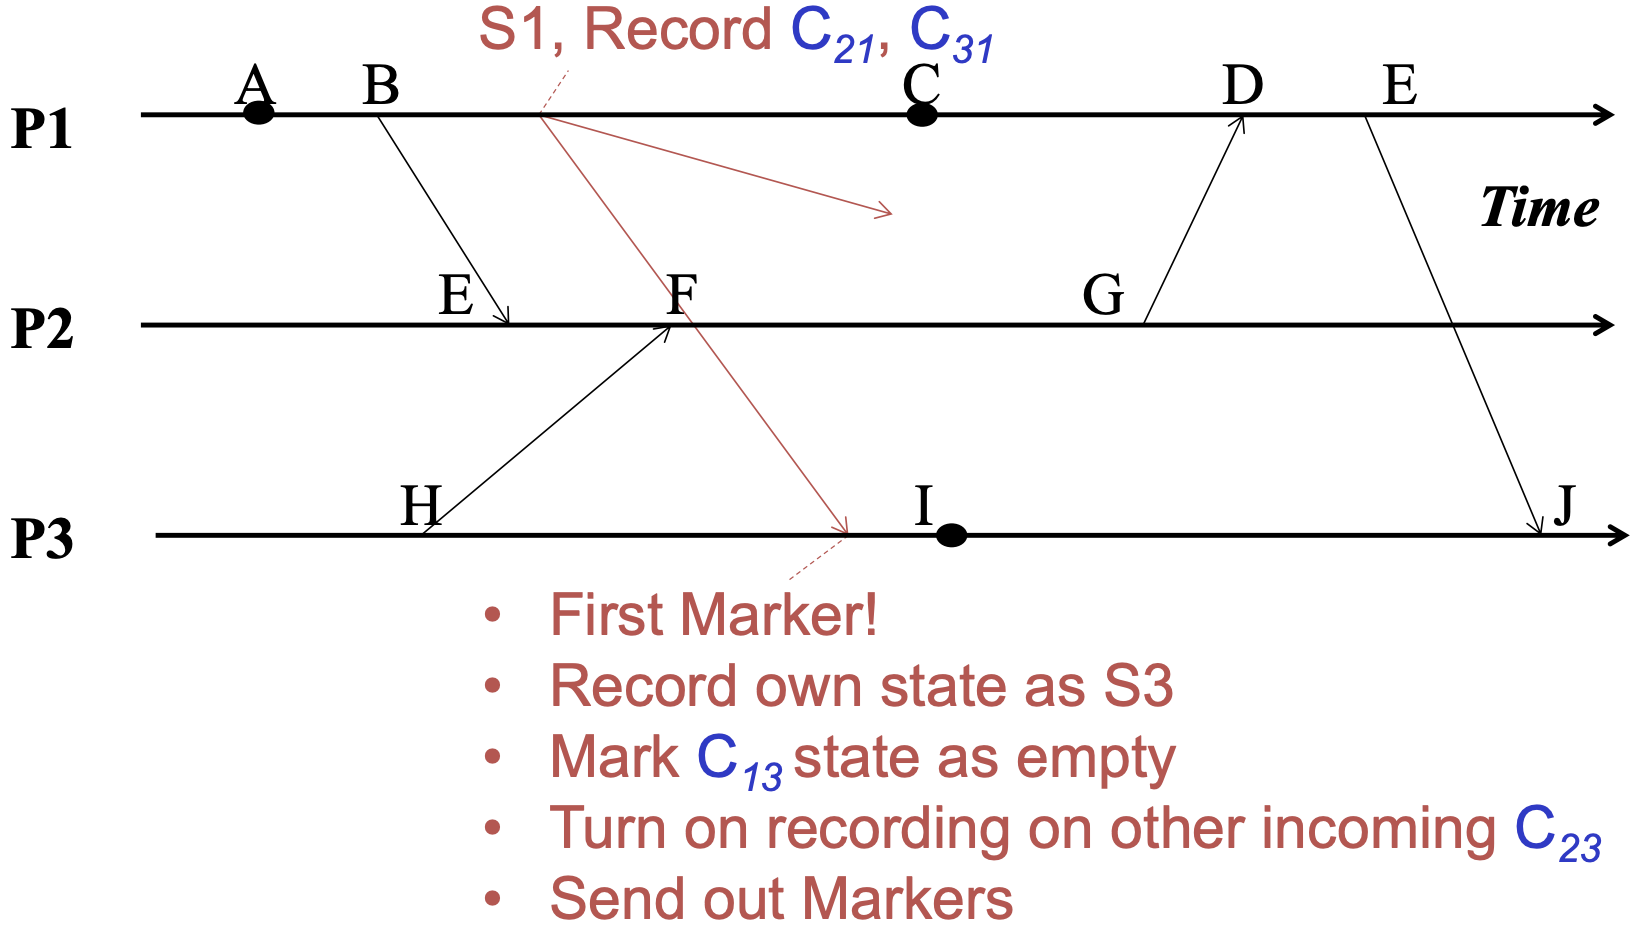 S1, Record C21, C31
A B C D E
P1
Time
E F G
P2
H I J
P3
• First Marker!
• Record own state as S3
• Mark C13 state as empty
• Turn on recording on other incoming C23
• Send out Markers